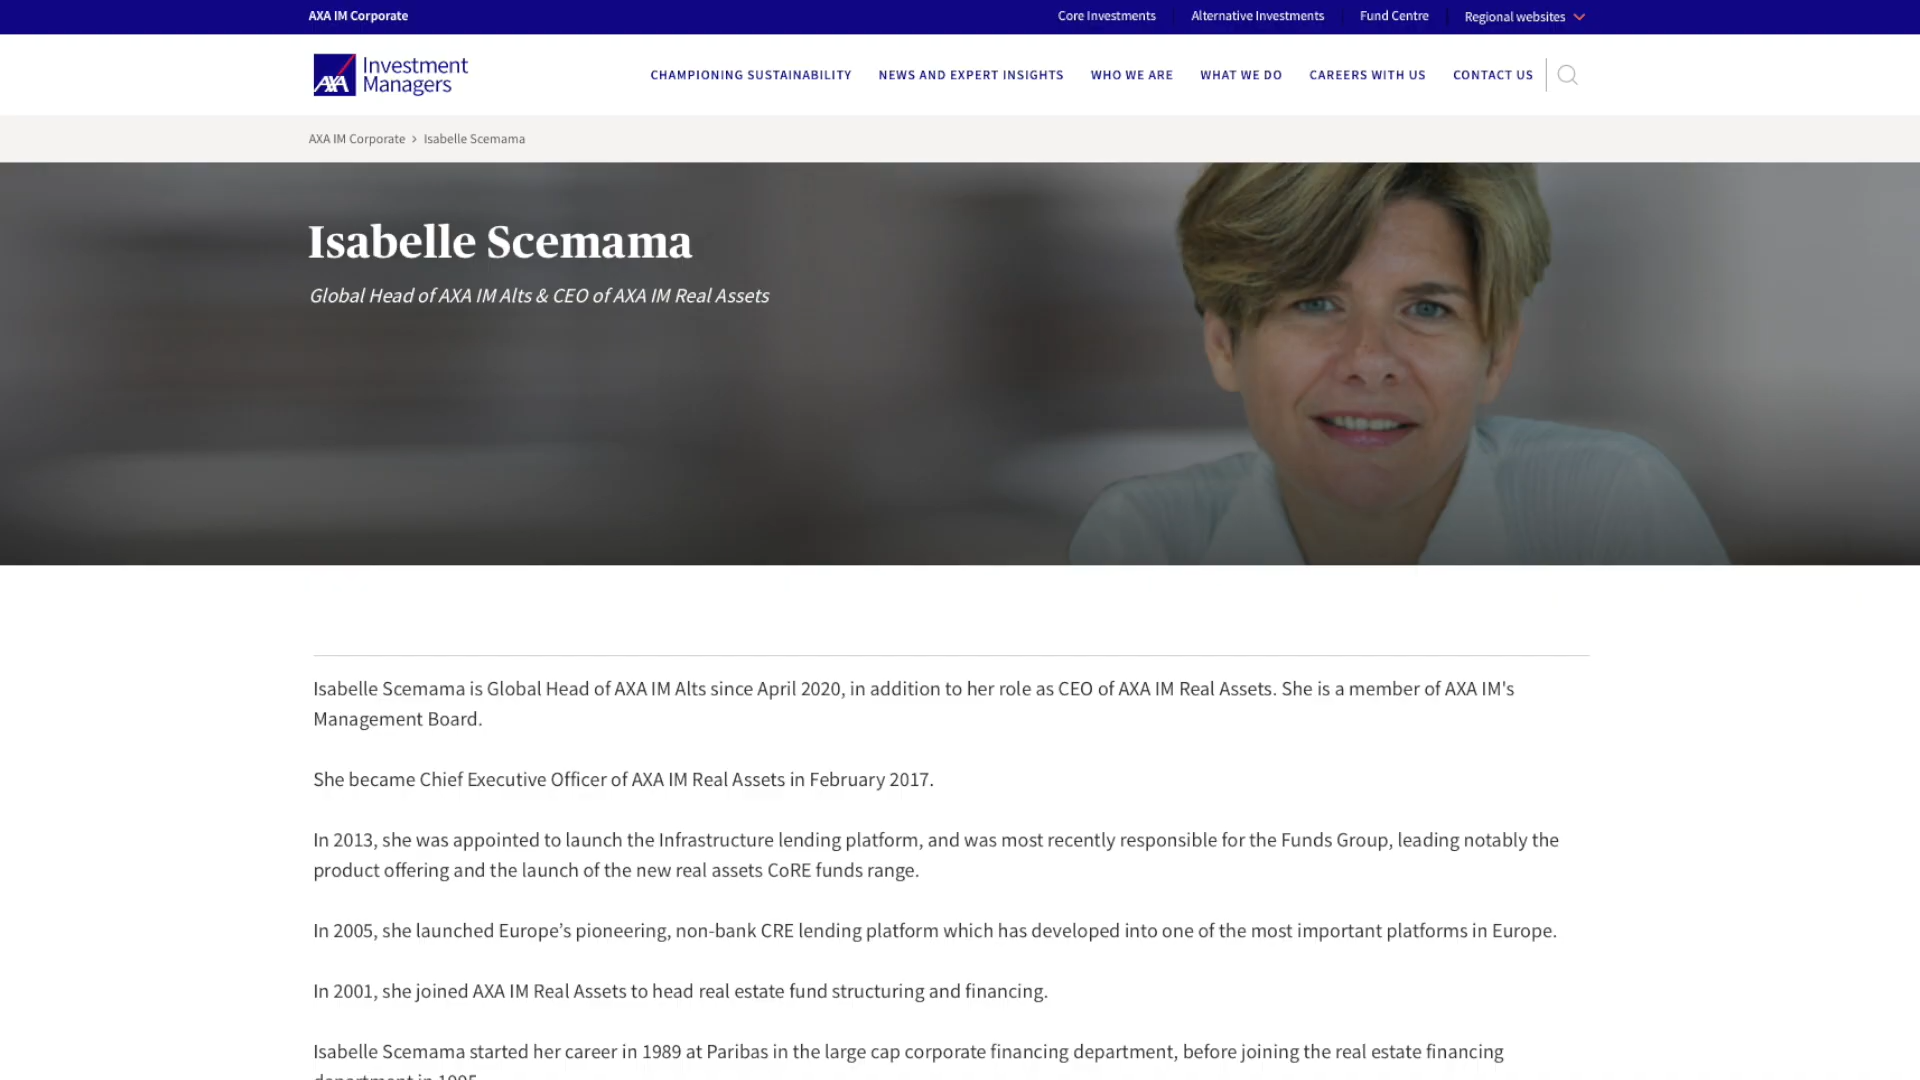 AXA IM Corporate
Core Investments
Alternative Investments
Fund Centre
Regional websites
AXA
Investment
Managers
CHAMPIONING SUSTAINABILITY
NEWS AND EXPERT INSIGHTS
WHO WE ARE
WHAT WE DO
CAREERS WITH US
CONTACT US
AXA IM Corporate > Isabelle Scemama
Isabelle Scemama
Global Head of AXA IM Alts & CEO of AXA IM Real Assets
Isabelle Scemama is Global Head of AXA IM Alts since April 2020, in addition to her role as CEO of AXA IM Real Assets. She is a member of AXA IM's
Management Board.
She became Chief Executive Officer of AXA IM Real Assets in February 2017.
In 2013, she was appointed to launch the Infrastructure lending platform, and was most recently responsible for the Funds Group, leading notably the
product offering and the launch of the new real assets CoRE funds range.
In 2005, she launched Europe’s pioneering, non-bank CRE lending platform which has developed into one of the most important platforms in Europe.
In 2001, she joined AXA IM Real Assets to head real estate fund structuring and financing.
Isabelle Scemama started her career in 1989 at Paribas in the large cap corporate financing department, before joining the real estate financing
department in 1995.